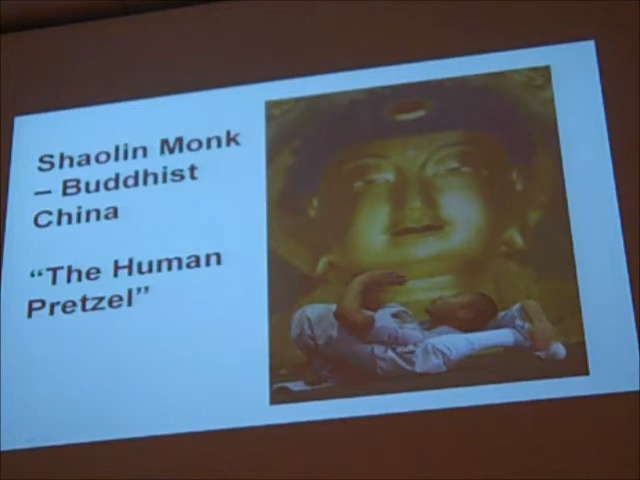 Shaolin Monk
– Buddhist
China
“The Human
Pretzel”